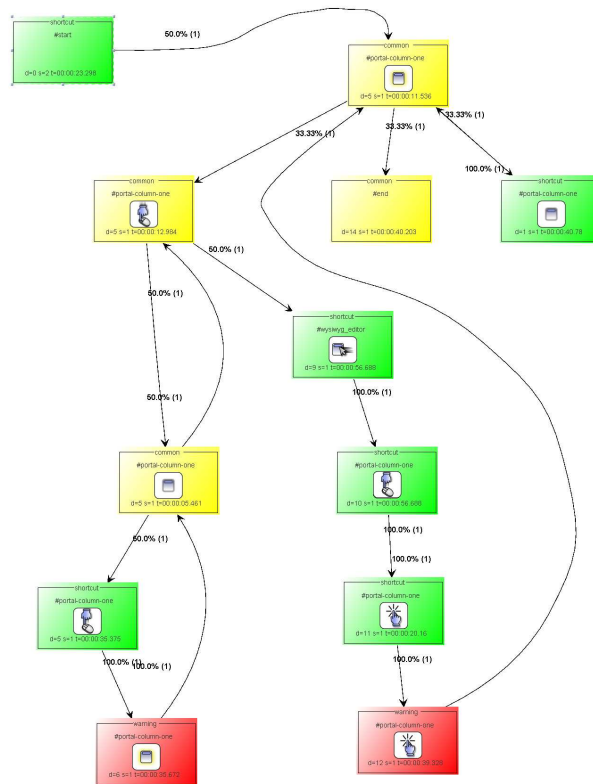 shortcut
#start
d=0 s=2 t=00:00:23.298
50.0% (1)
common
#portal-column-one
d=5 s=1 t=00:00:11.536
33.33% (1)
33.33% (1)
33.33% (1)
100.0% (1)
common
#portal-column-one
d=5 s=1 t=00:00:12.984
common
#end
d=14 s=1 t=00:00:40.203
shortcut
#portal-column-one
d=1 s=1 t=00:00:40.78
50.0% (1)
50.0% (1)
shortcut
#wysiwyg_editor
d=9 s=1 t=00:00:56.698
50.0% (1)
100.0% (1)
common
#portal-column-one
d=5 s=1 t=00:00:05.461
shortcut
#portal-column-one
d=10 s=1 t=00:00:56.608
50.0% (1)
100.0% (1)
100.0% (1)
shortcut
#portal-column-one
d=5 s=1 t=00:00:35.375
shortcut
#portal-column-one
d=11 s=1 t=00:00:20.16
100.0% (1)
100.0% (1)
100.0% (1)
warning
#portal-column-one
d=6 s=1 t=00:00:35.672
warning
#portal-column-one
d=12 s=1